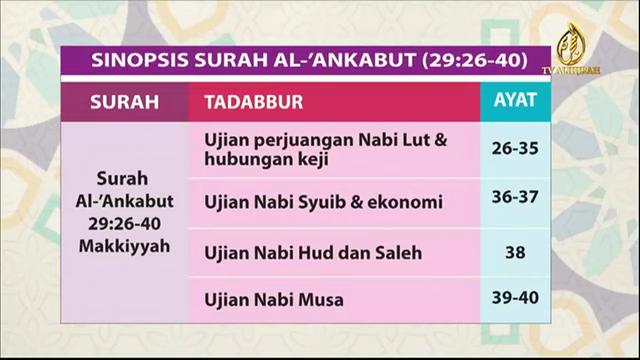 SINOPSIS SURAH AL-'ANKABUT (29:26-40)
SURAH TADABBUR AYAT
Surah
Al-'Ankabut
29:26-40
Makkiyyah
Ujian perjuangan Nabi Lut &
hubungan keji
26-35
Ujian Nabi Syuib & ekonomi
36-37
Ujian Nabi Hud dan Saleh
38
Ujian Nabi Musa
39-40
TV ALHIJRAH